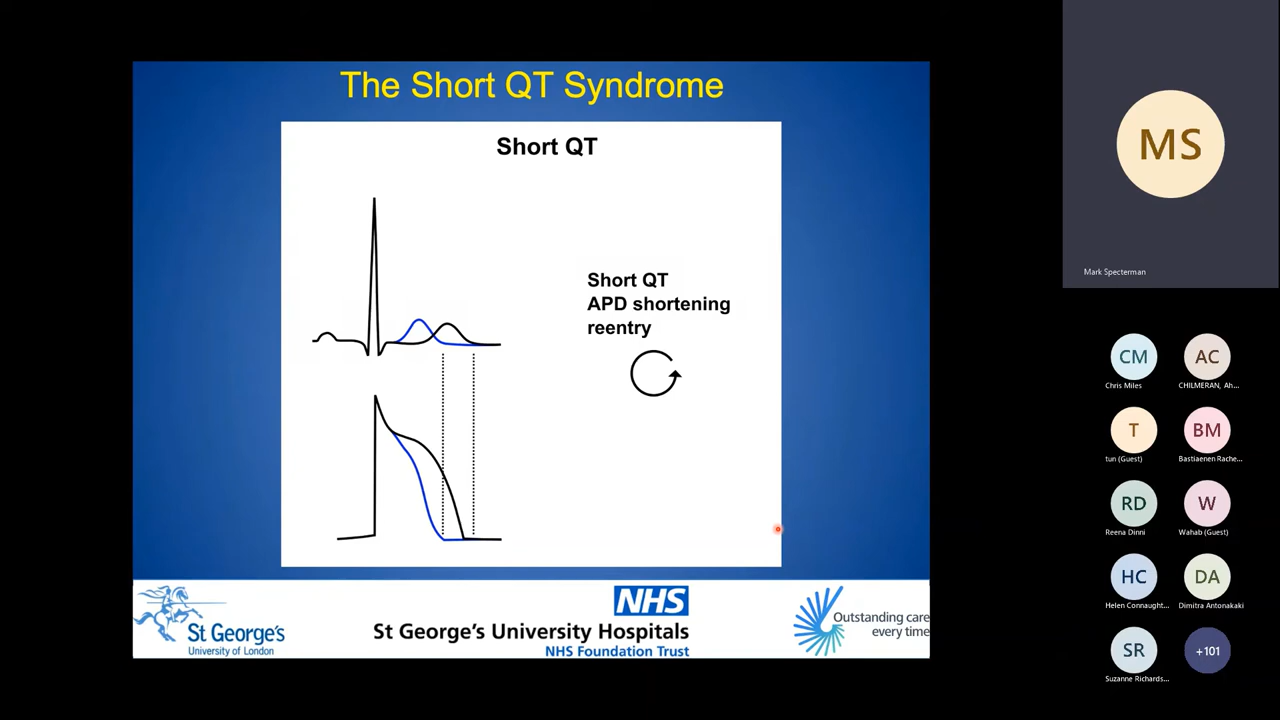 The Short QT Syndrome
Short QT
Short QT
APD shortening
reentry
St George's
University of London
NHS
St George's University Hospitals
NHS Foundation Trust
Outstanding care
every time
MS
Mark Specterman
CM
Chris Miles
AC
CHILMERAN, Ah...
T
tun (Guest)
BM
Bastiaenen Rache...
RD
Reena Dinni
W
Wahab (Guest)
HC
Helen Connaught...
DA
Dimitra Antonakaki
SR
Suzanne Richards...
+101